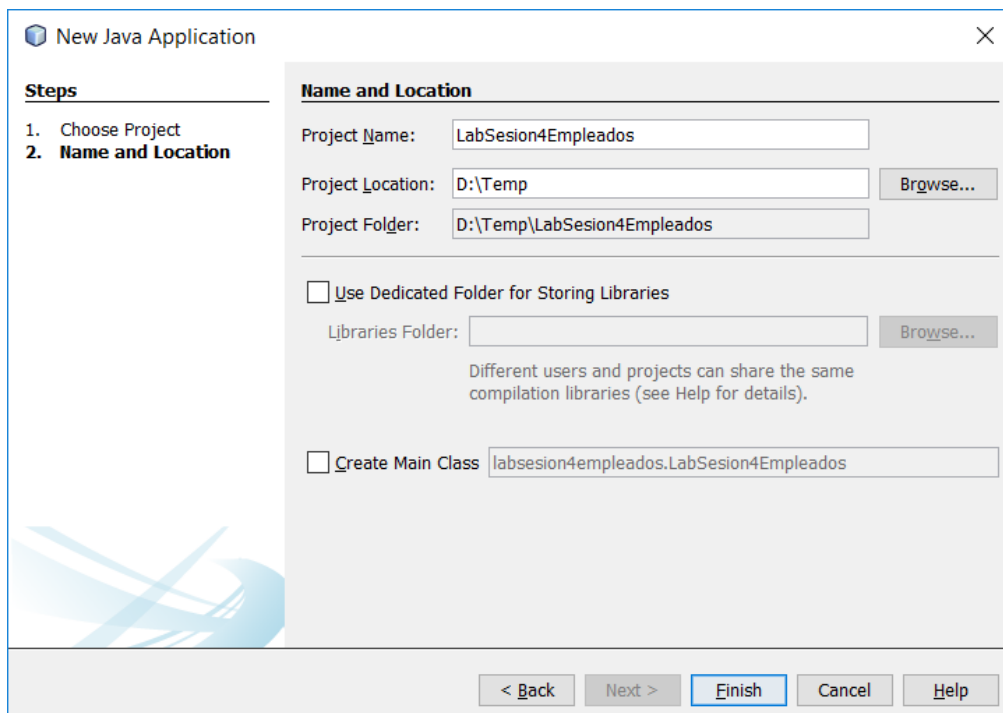 New Java Application
Steps
1. Choose Project
2. Name and Location
Name and Location
Project Name: LabSesion4Empleados
Project Location: D:\Temp Browse...
Project Folder: D:\Temp\LabSesion4Empleados
Use Dedicated Folder for Storing Libraries
Libraries Folder: Browse...
Different users and projects can share the same
compilation libraries (see Help for details).
Create Main Class labsesion4empleados.LabSesion4Empleados
< Back Next > Finish Cancel Help